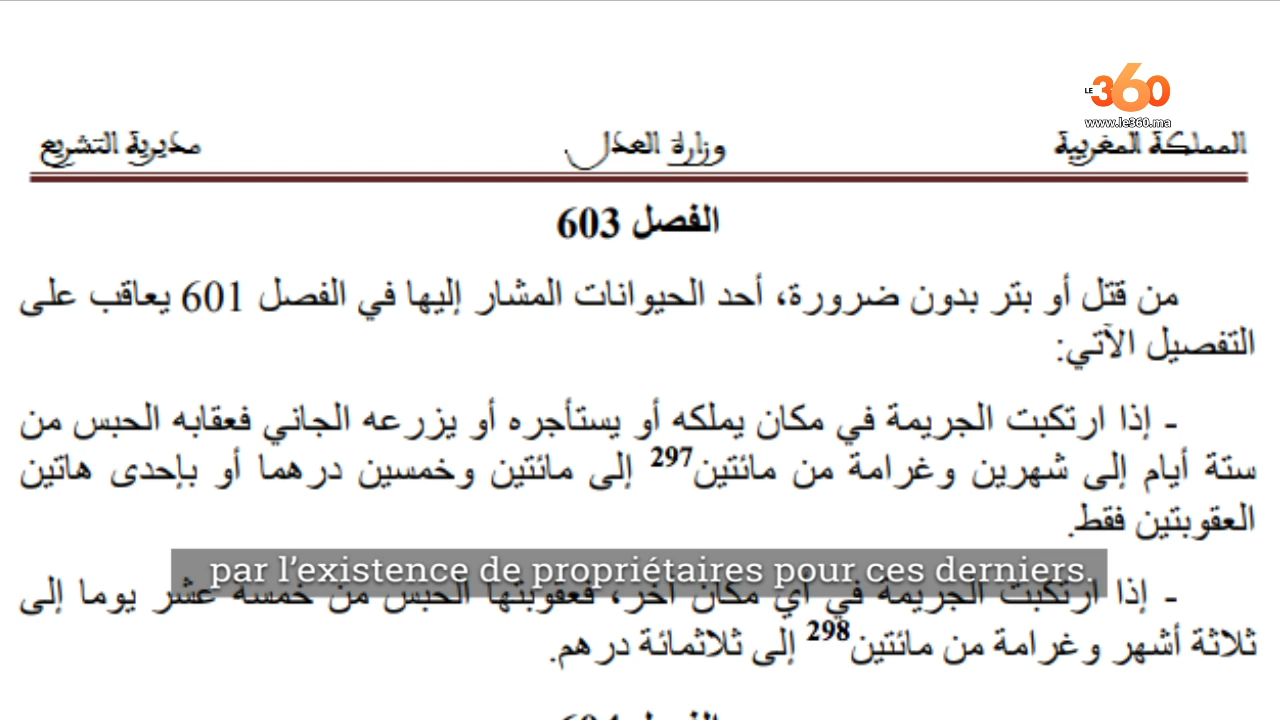 LE 360
www.le360.ma
المملكة المغربية وزارة العدل مديرية التشريع
الفصل 603
من قتل أو بتر بدون ضرورة، أحد الحيوانات المشار إليها في الفصل 601 يعاقب على
التفصيل الآتي:
- إذا ارتكبت الجريمة في مكان يملكه أو يستأجره أو يزرعه الجاني فعقابه الحبس من
ستة أيام إلى شهرين وغرامة من مائتين297 إلى مائتين وخمسين درهما أو بإحدى هاتين
العقوبتين فقط.
par l’existence de propriétaires pour ces derniers.
- إذا ارتكبت الجريمة في أي مكان آخر، فعقوبتها الحبس من خمسة عشر يوما إلى
ثلاثة أشهر وغرامة من مائتين298 إلى ثلاثمائة درهم.
الفصل 604